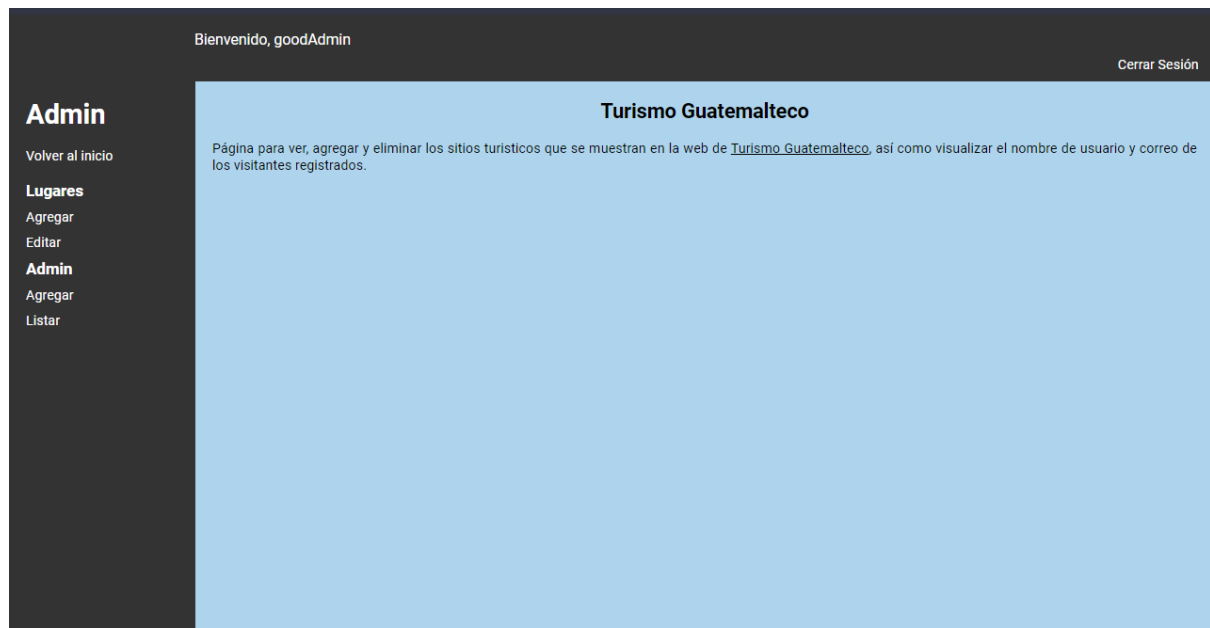 Bienvenido, goodAdmin
Cerrar Sesión
Admin
Volver al inicio
Lugares
Agregar
Editar
Admin
Agregar
Listar
Turismo Guatemalteco
Página para ver, agregar y eliminar los sitios turisticos que se muestran en la web de Turismo Guatemalteco, así como visualizar el nombre de usuario y correo de
los visitantes registrados.